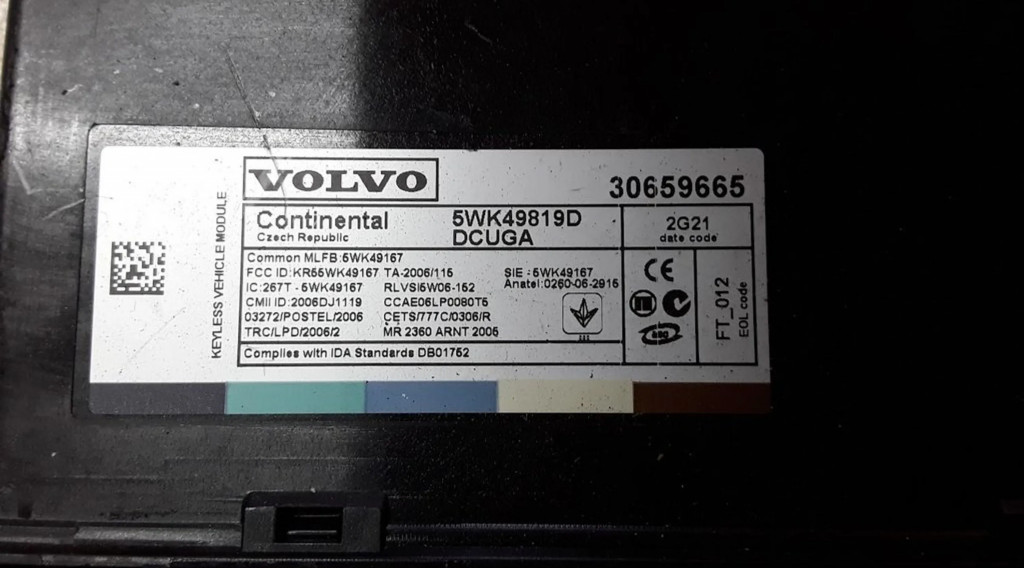 VOLVO
30659665
KEYLESS VEHICLE MODULE
Continental
Czech Republic
5WK49819D
DCUGA
2G21
date code
Common MLFB:5WK49167
FCC ID:KR55WK49167 TA-2006/115
IC:267T - 5WK49167 RLVSI5W06-152
CMII ID:2006DJ1119 CCAE06LP0080T5
03272/POSTEL/2006 CETS/777C/0306/R
TRC/LPD/2006/2 MR 2360 ARNT 2005
SIE : 5WK49167
Anatel:0260-06-2915
Complies with IDA Standards DB01752
CE
FT_012
EOL code